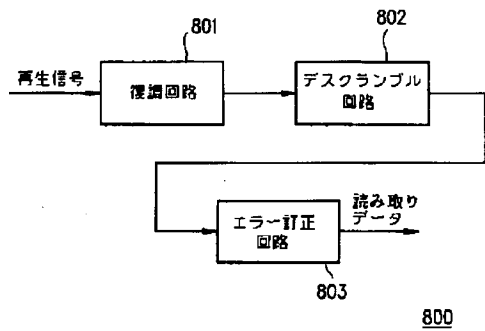 801
802
再生信号
復調回路
デスクランブル
回路
読み取り
データ
エラー訂正
回路
803
800